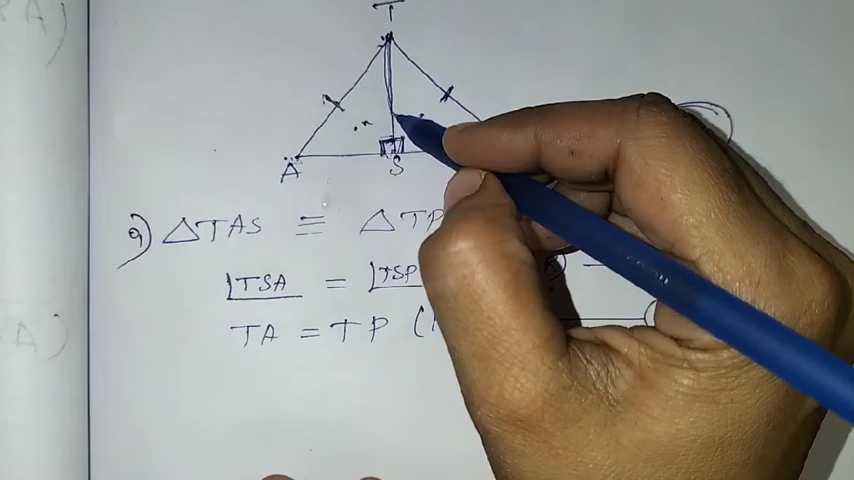 T
A S
a) △TAS ≡ △TP
∠TSA = ∠TSP
TA = TP (